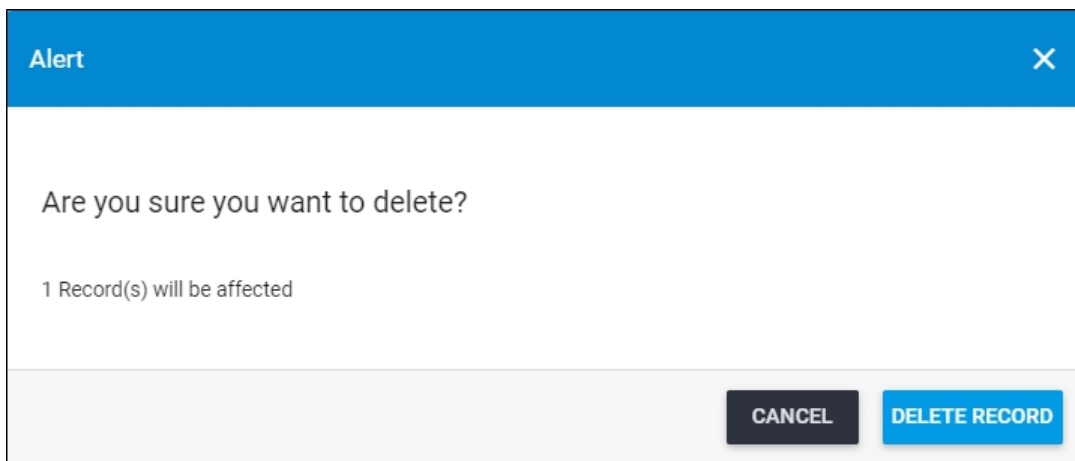 Alert
Are you sure you want to delete?
1 Record(s) will be affected
CANCEL DELETE RECORD